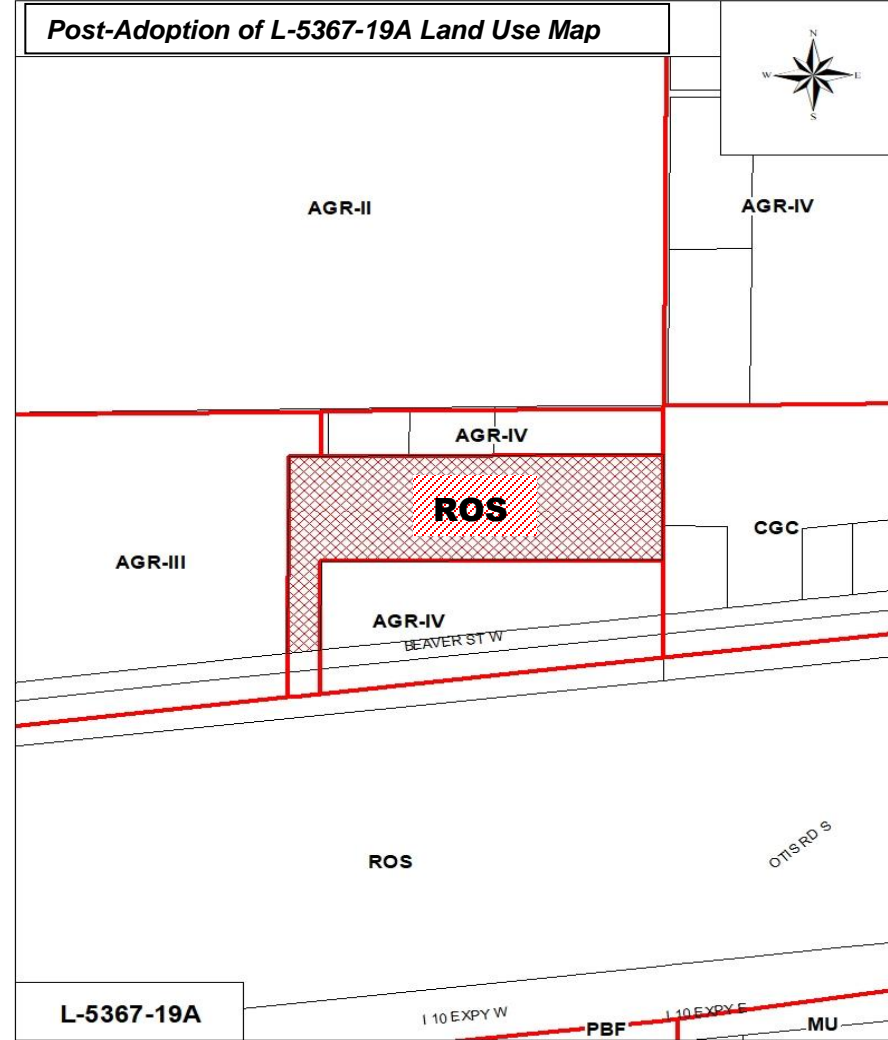 Post-Adoption of L-5367-19A Land Use Map
N
W
E
S
AGR-II
AGR-IV
AGR-IV
ROS
CGC
AGR-III
AGR-IV
BEAVER ST W
OTIS RD S
ROS
L-5367-19A
I 10 EXPY W
I 10 EXPY E
PBF
MU